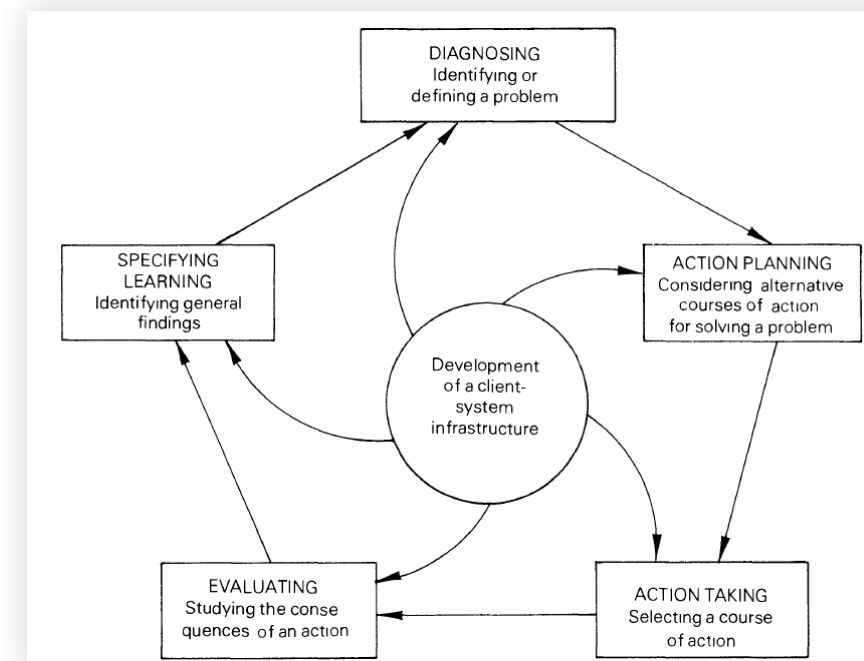 DIAGNOSING
Identifying or
defining a problem
SPECIFYING
LEARNING
Identifying general
findings
ACTION PLANNING
Considering alternative
courses of action
for solving a problem
Development
of a client-
system
infrastructure
EVALUATING
Studying the conse
quences of an action
ACTION TAKING
Selecting a course
of action